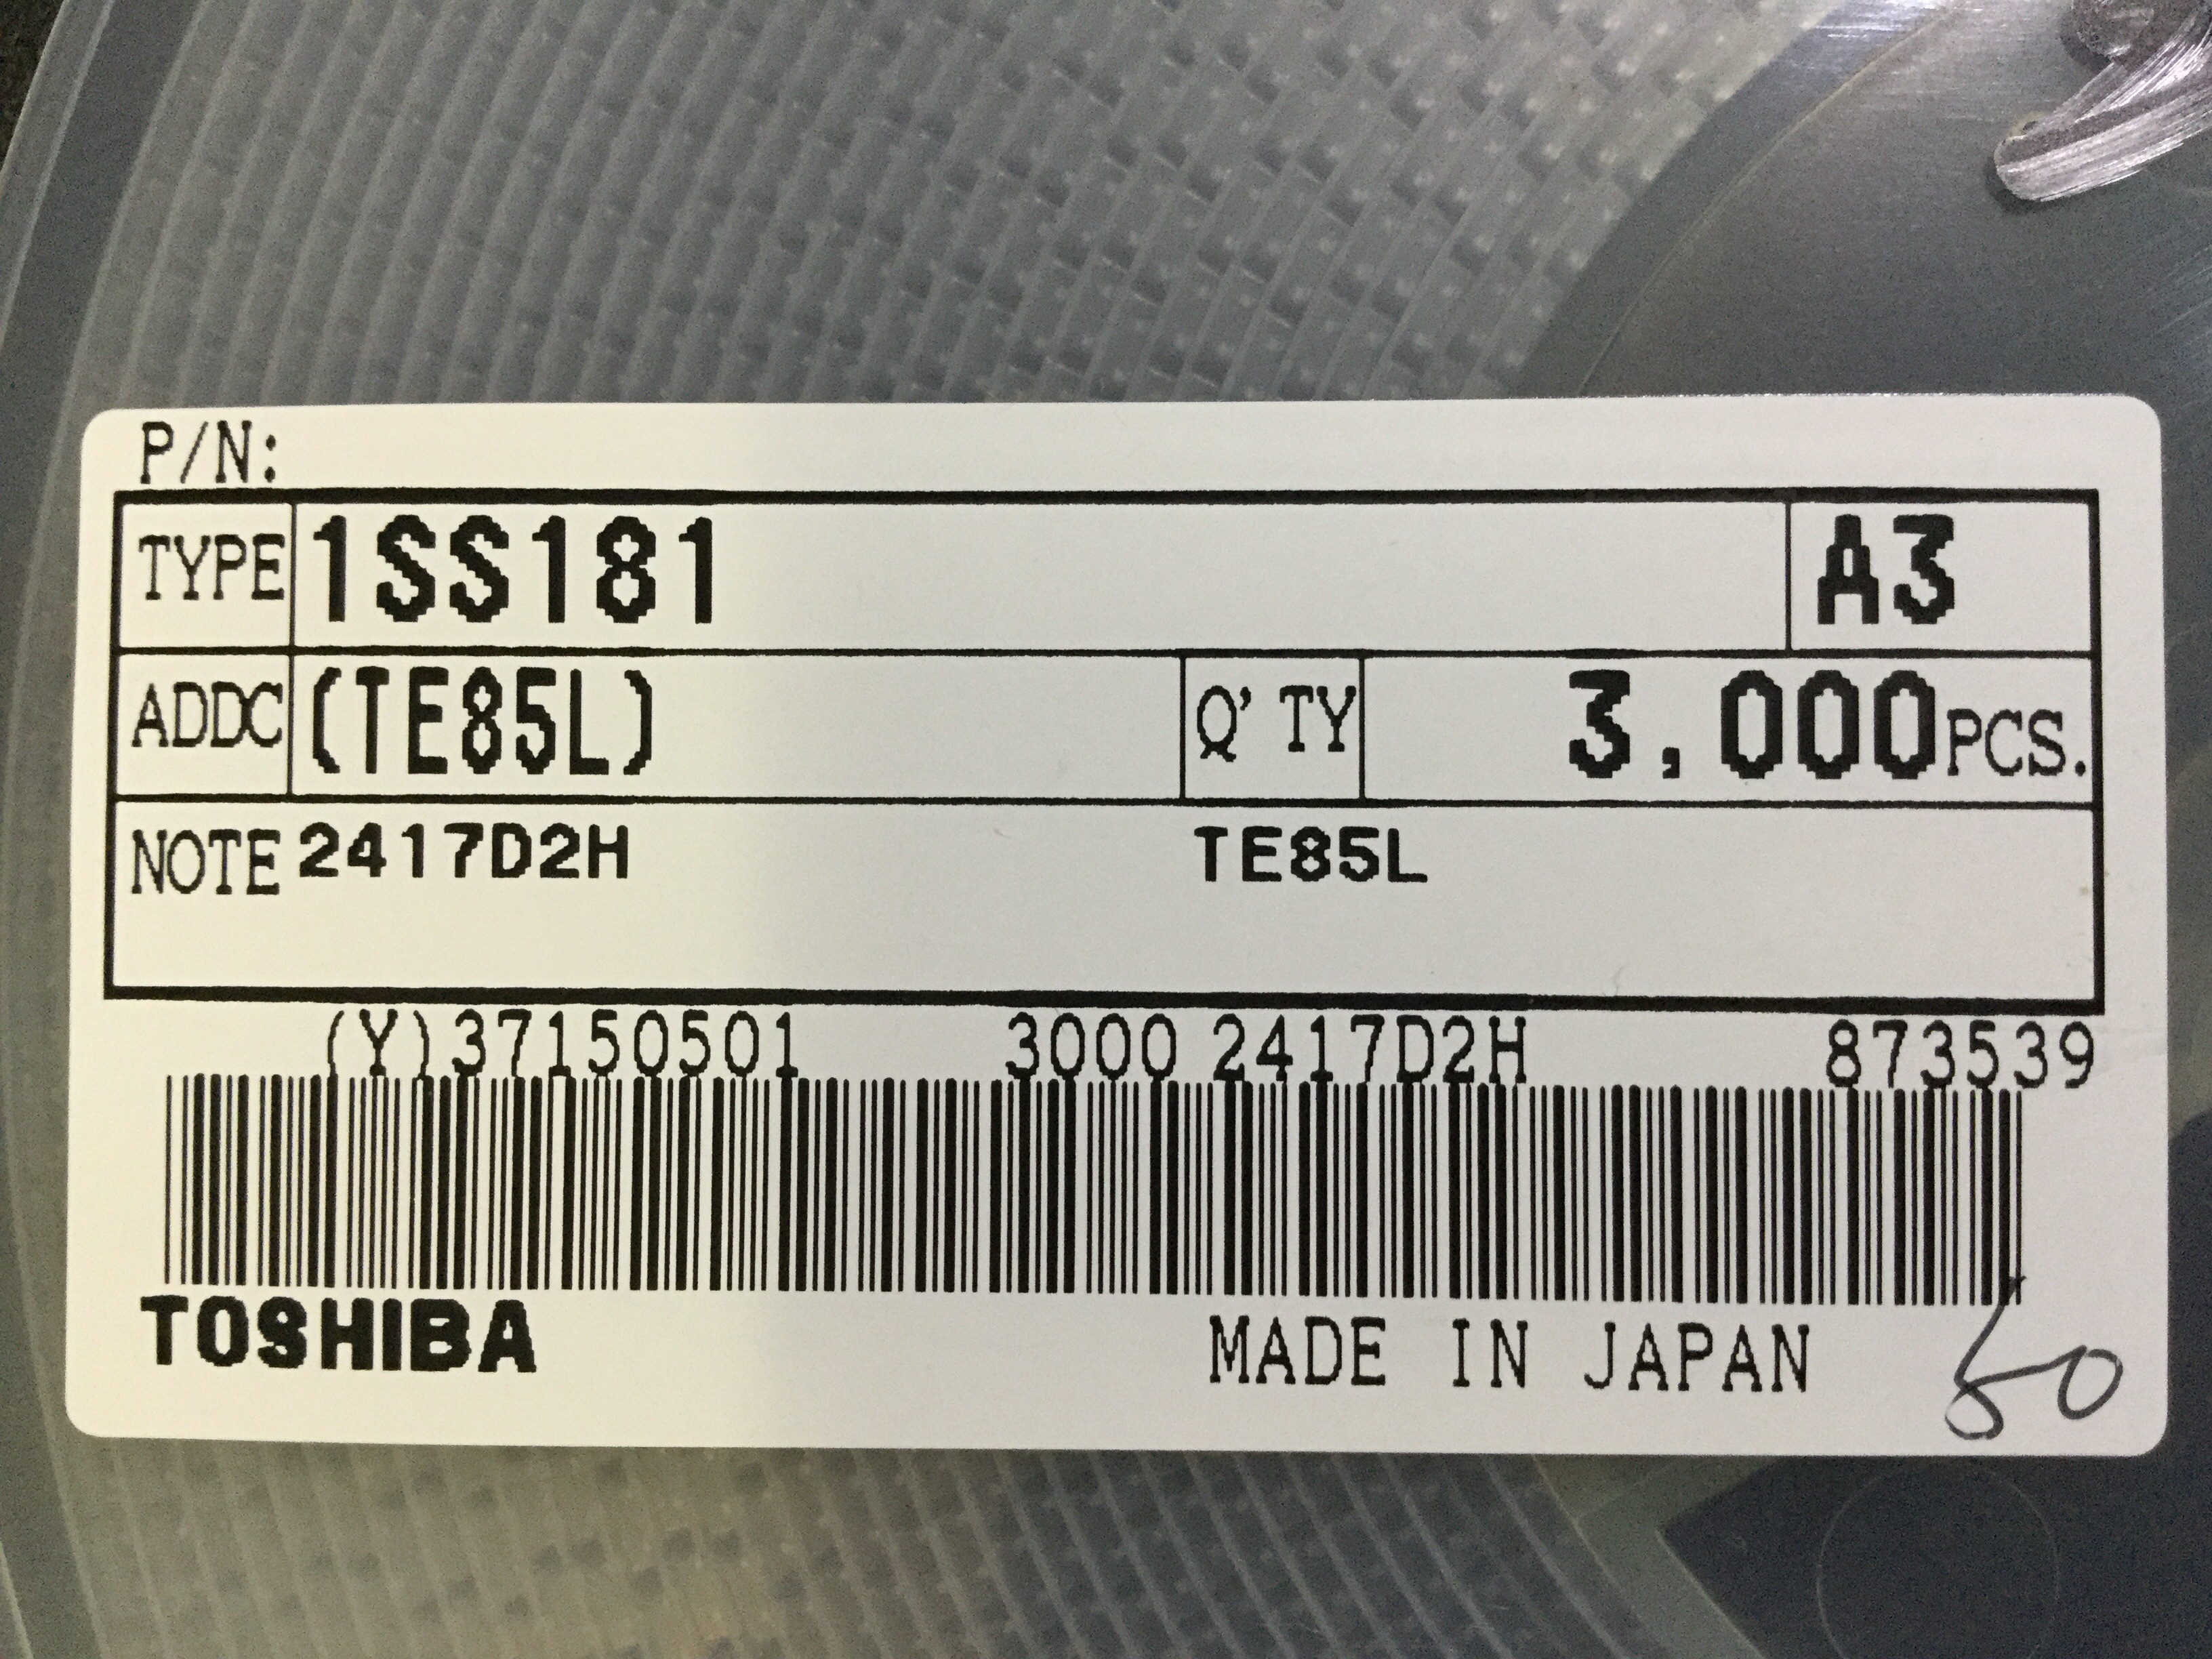 P/N:
TYPE 1SS181 A3
ADDC (TE85L) Q'TY 3,000PCS.
NOTE 2417D2H TE85L
(Y)37150501 3000 2417D2H 873539
TOSHIBA MADE IN JAPAN 50